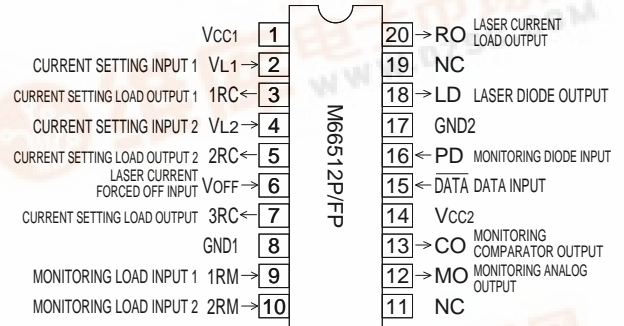 VCC1 1
CURRENT SETTING INPUT 1 VL1→ 2
CURRENT SETTING LOAD OUTPUT 1 1RC← 3
CURRENT SETTING INPUT 2 VL2→ 4
CURRENT SETTING LOAD OUTPUT 2 2RC← 5
LASER CURRENT
FORCED OFF INPUT VOFF→ 6
CURRENT SETTING LOAD OUTPUT 3RC← 7
GND1 8
MONITORING LOAD INPUT 1 1RM→ 9
MONITORING LOAD INPUT 2 2RM→ 10
M66512P/FP
20 →RO LASER CURRENT
LOAD OUTPUT
19 NC
18 →LD LASER DIODE OUTPUT
17 GND2
16 ←PD MONITORING DIODE INPUT
15 ←DATA DATA INPUT
14 VCC2
13 →CO MONITORING
COMPARATOR OUTPUT
12 →MO MONITORING ANALOG
OUTPUT
11 NC